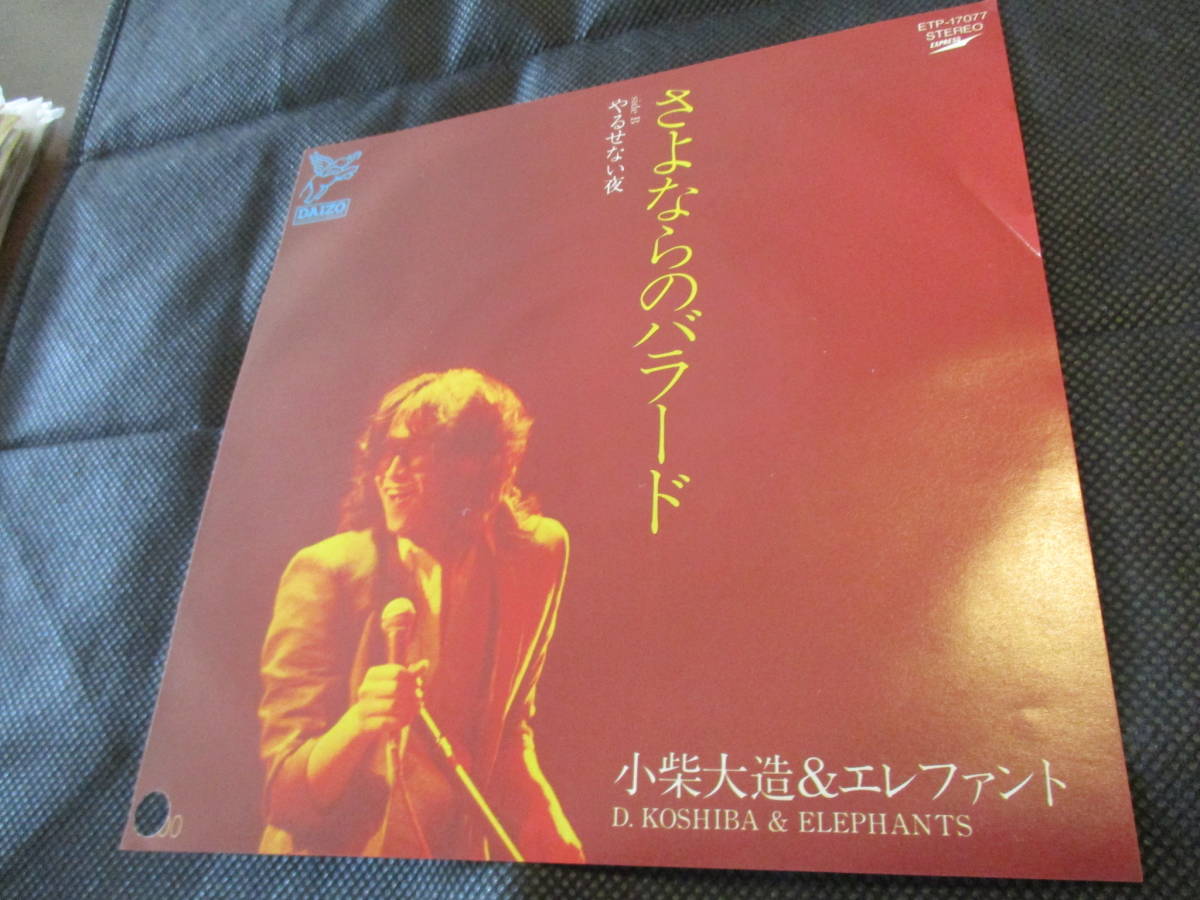 ETP-17077
STEREO
EXPRESS
さよならのバラード
side B
やるせない夜
DAIZO
小柴大造&エレファント
D. KOSHIBA & ELEPHANTS